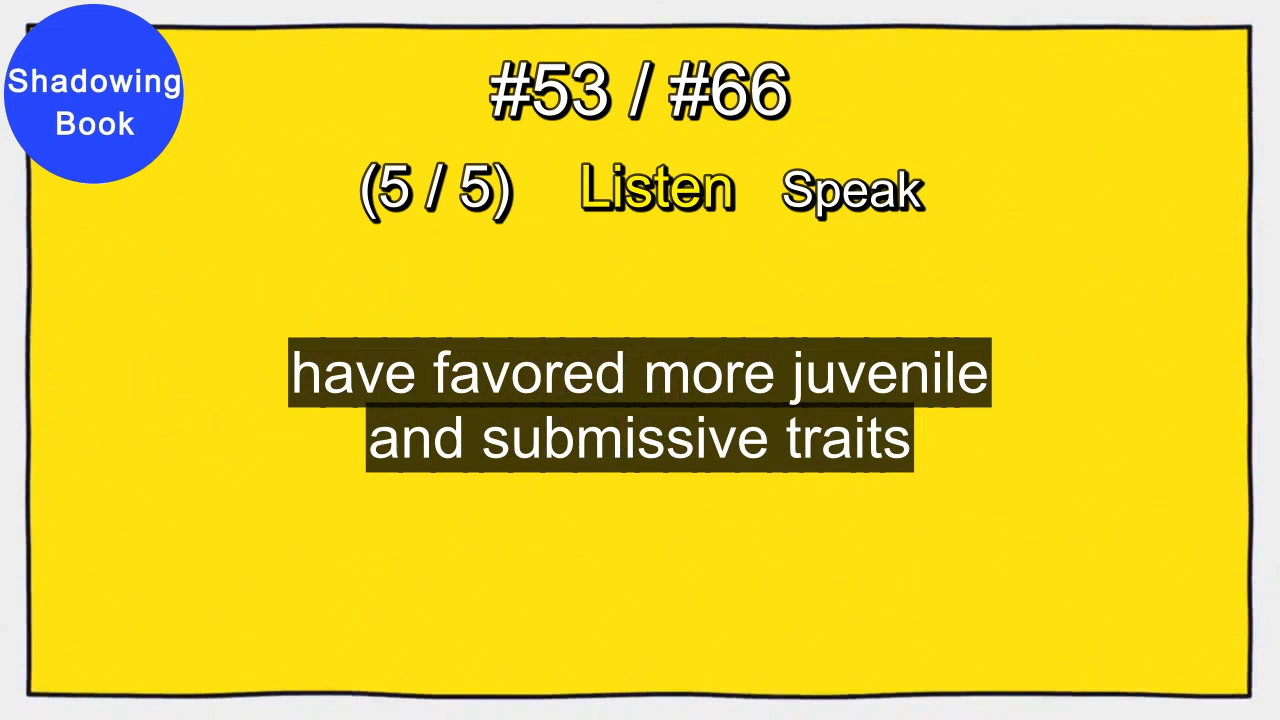 Shadowing
Book
#53 / #66
(5 / 5) Listen Speak
have favored more juvenile
and submissive traits